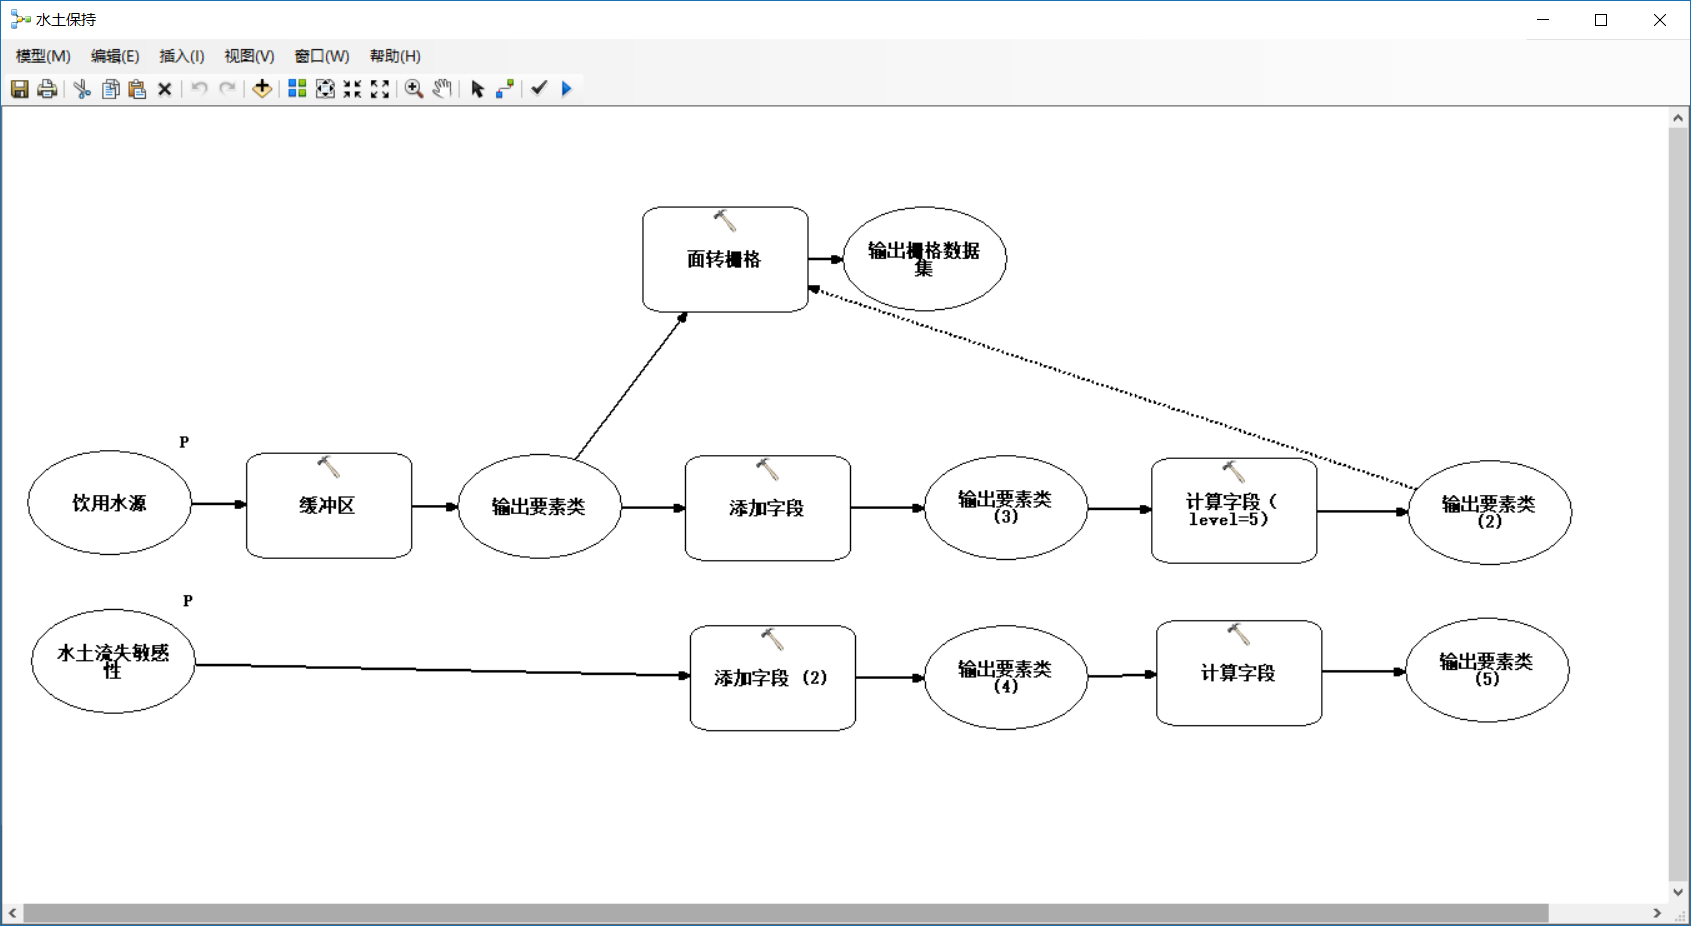 水土保持
模型(M) 编辑(E) 插入(I) 视图(V) 窗口(W) 帮助(H)
面转栅格
输出栅格数据
集
P
饮用水源
缓冲区
输出要素类
添加字段
输出要素类
(3)
计算字段（
level=5）
输出要素类
(2)
P
水土流失敏感
性
添加字段 (2)
输出要素类
(4)
计算字段
输出要素类
(5)